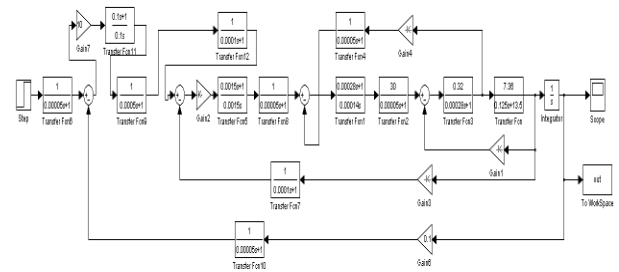 10
Gain7
0.1s+1
0.1s
Transfer Fcn11
1
0.0001s+1
Transfer Fcn12
1
0.00005s+1
Transfer Fcn4
-K-
Gain4
Step
1
0.00005s+1
Transfer Fcn6
1
0.0005s+1
Transfer Fcn9
K-
Gain2
0.0015s+1
0.0015s
Transfer Fcn5
1
0.0005s+1
Transfer Fcn8
0.00028s+1
0.00014s
Transfer Fcn1
30
0.00005s+1
Transfer Fcn2
0.32
0.00028s+1
Transfer Fcn3
7.36
0.125s+13.5
Transfer Fcn
1
s
Integrator
Scope
-K-
Gain1
1
0.0001s+1
Transfer Fcn7
-K-
Gain3
out
To WorkSpace
1
0.00005s+1
Transfer Fcn10
0.1
Gain6